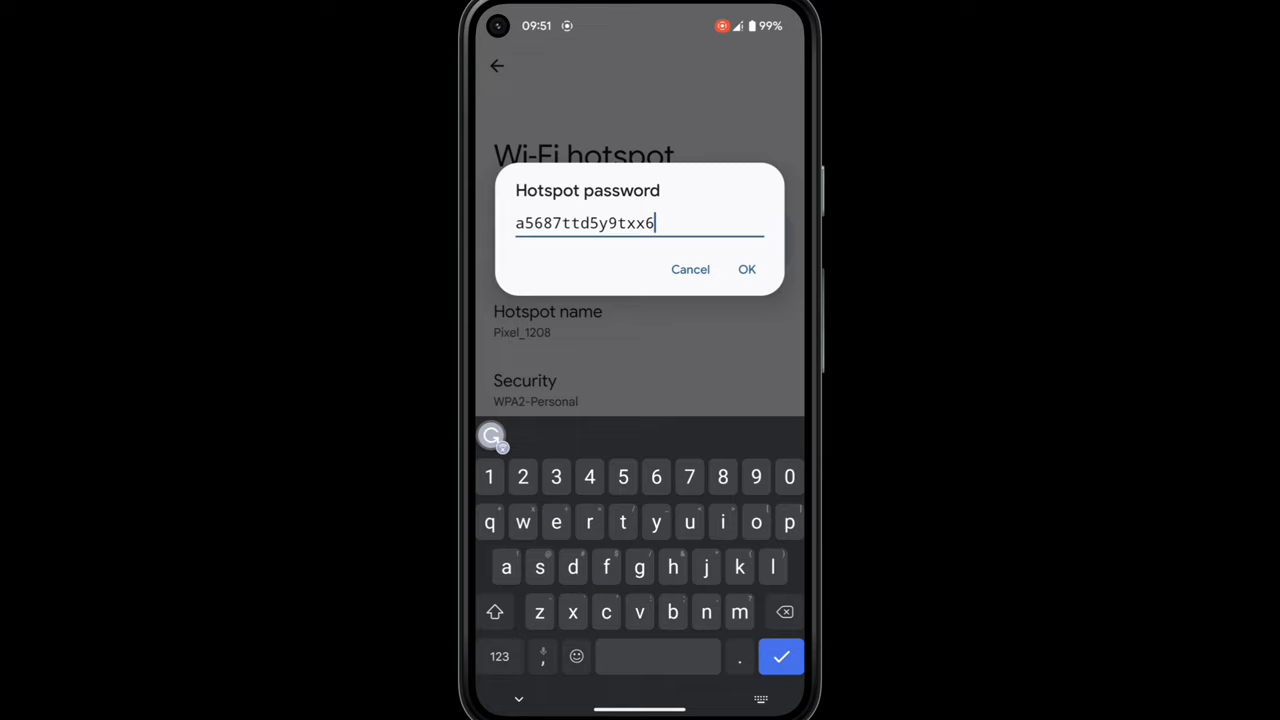 09:51 99%
Wi-Fi hotspot
Hotspot password
a5687ttd5y9txx6
Cancel OK
Hotspot name
Pixel_1208
Security
WPA2-Personal
G
1 2 3 4 5 6 7 8 9 0
q w e r t y u i o p
a s d f g h j k l
z x c v b n m
123 , .